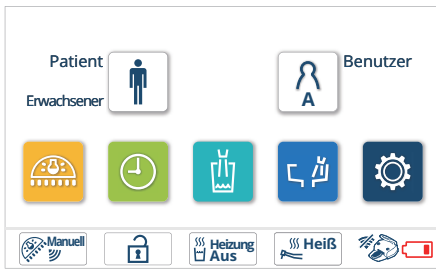 Patient
Benutzer
Erwachsener
A
Manuell
Heizung
Aus
Heiß